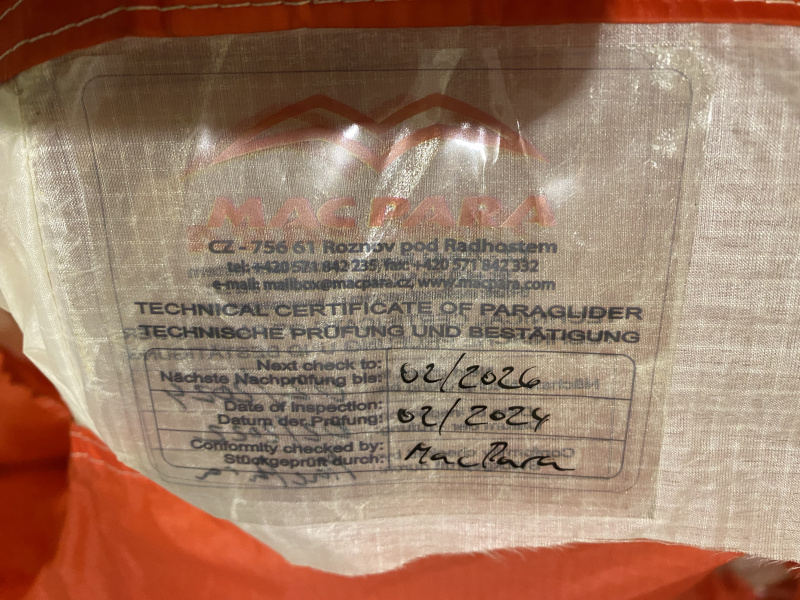 MAC PARA
CZ - 756 61 Roznov pod Radhostem
tel: +420 571 842 235, fax: +420 571 842 332
e-mail: mailbox@macpara.cz, www.macpara.com
TECHNICAL CERTIFICATE OF PARAGLIDER
TECHNISCHE PRÜFUNG UND BESTÄTIGUNG
Next check to: 02/2026
Nächste Nachprüfung bis:
Date of inspection: 02/2024
Datum der Prüfung:
Conformity checked by: MacPara
Stückgeprüft durch: